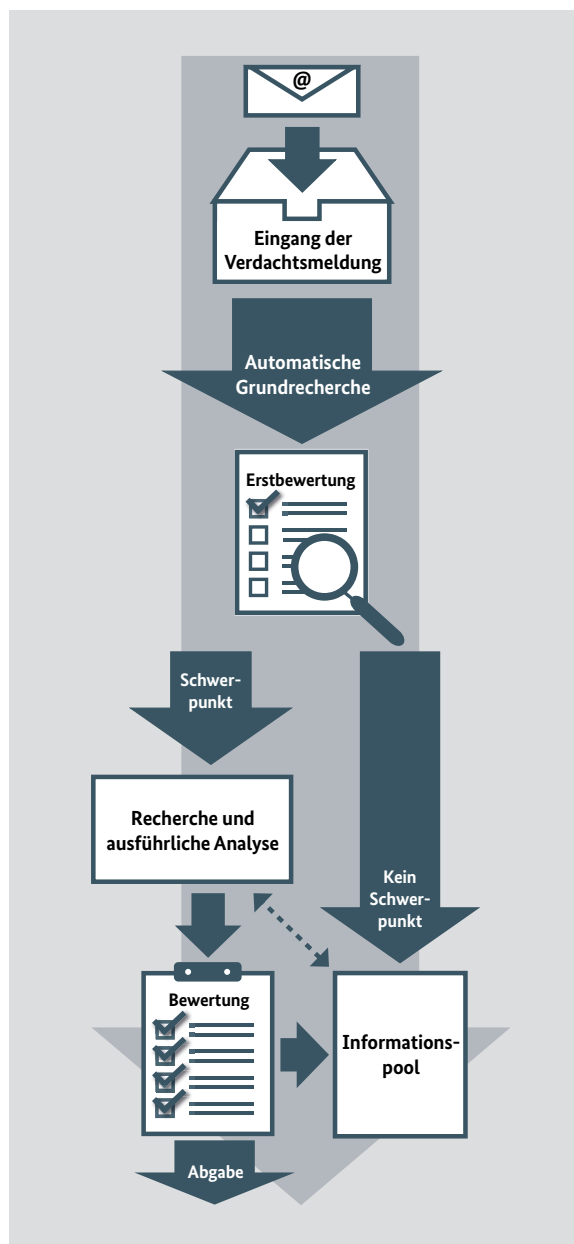 @
Eingang der
Verdachtsmeldung
Automatische
Grundrecherche
Erstbewertung
Schwer-
punkt
Recherche und
ausführliche Analyse
Kein
Schwer-
punkt
Bewertung
Informations-
pool
Abgabe